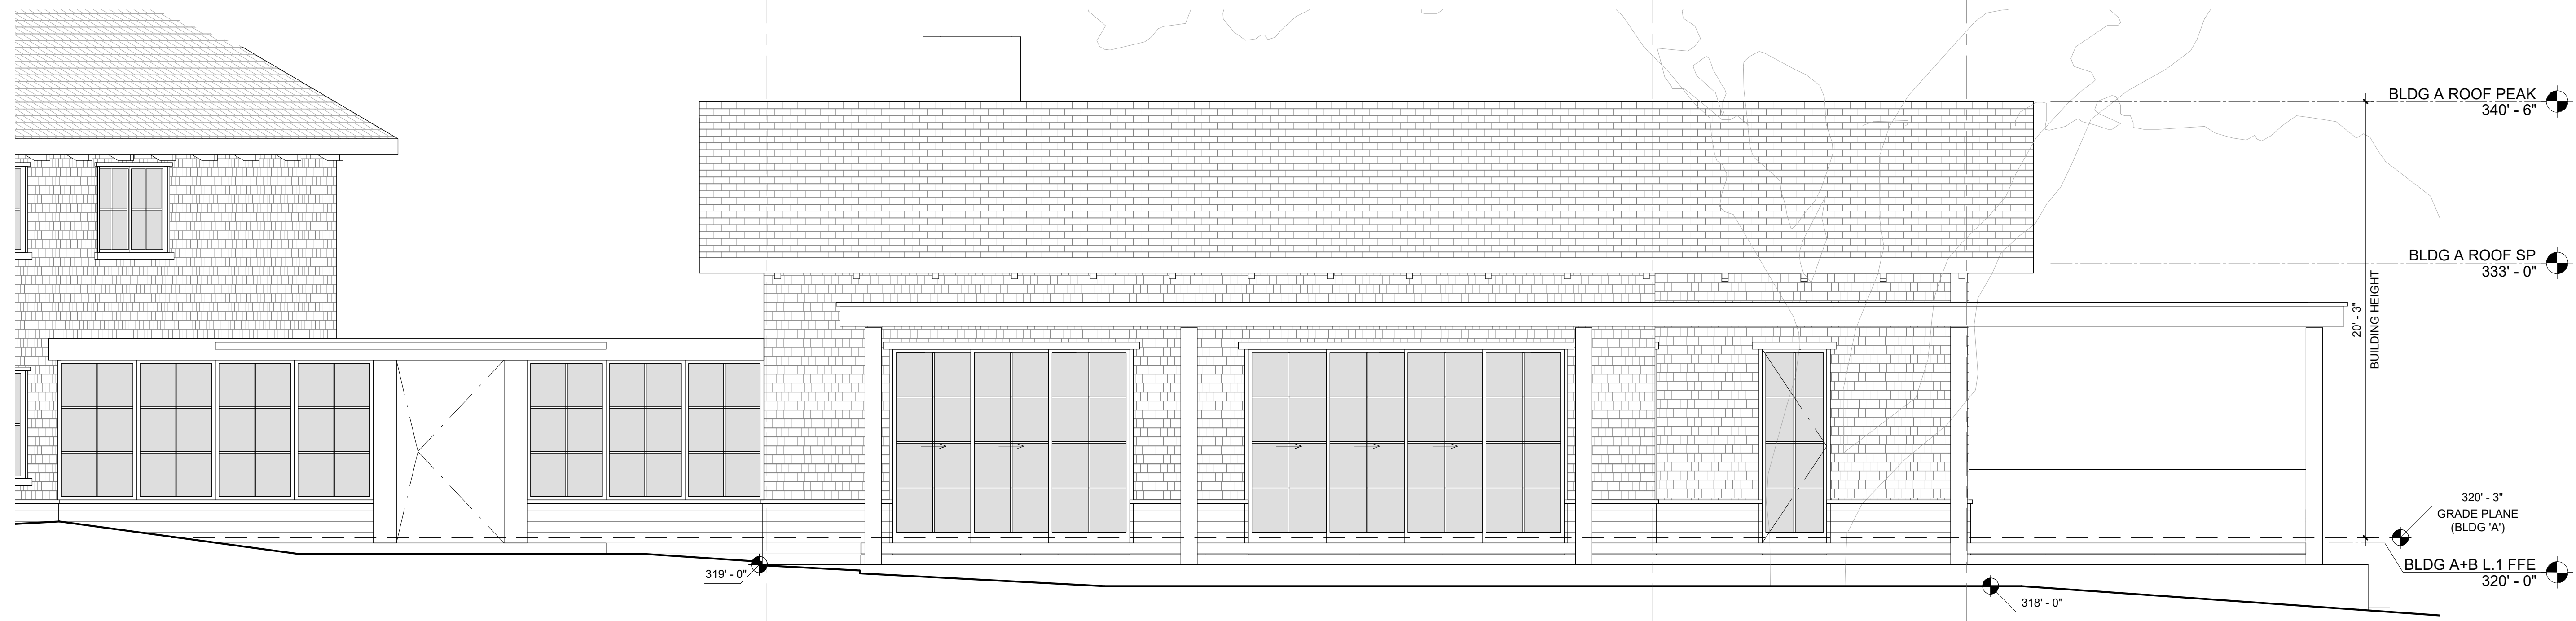 BLDG A ROOF PEAK
340' - 6"
BLDG A ROOF SP
333' - 0"
20' - 3"
BUILDING HEIGHT
320' - 3"
GRADE PLANE
(BLDG 'A')
BLDG A+B L.1 FFE
320' - 0"
319' - 0"
318' - 0"